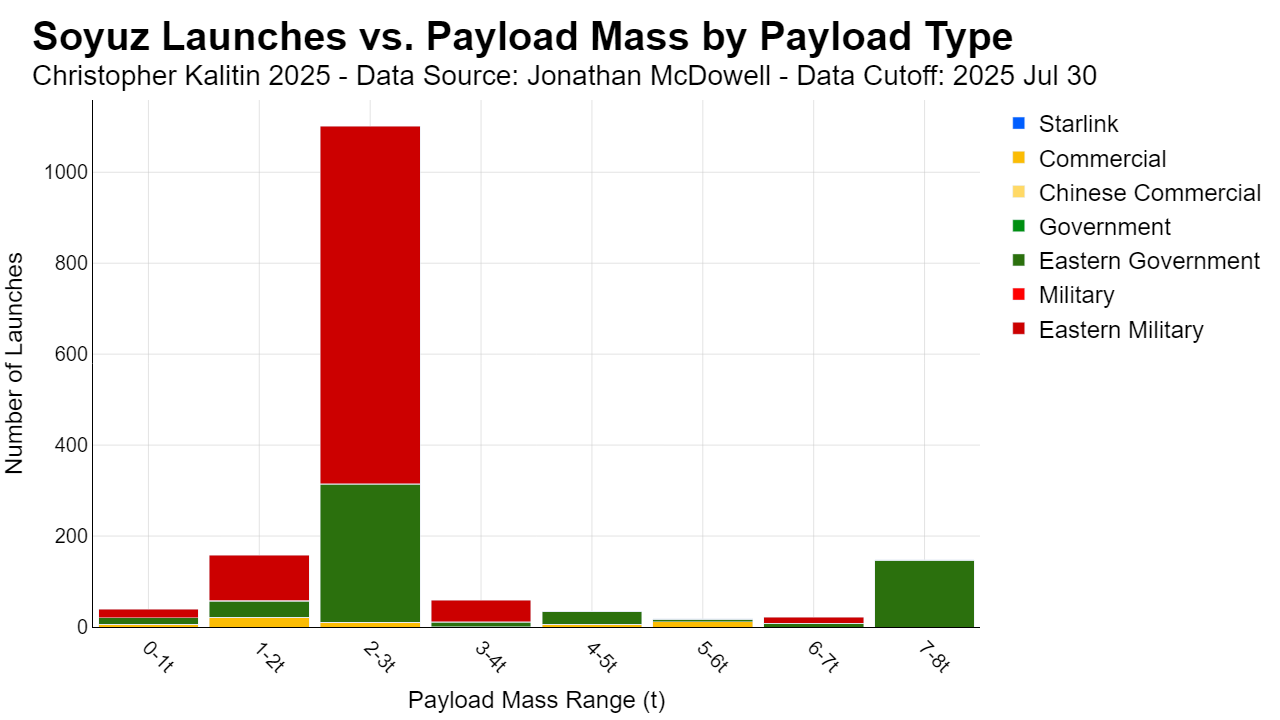 Soyuz Launches vs. Payload Mass by Payload Type
Christopher Kalitin 2025 - Data Source: Jonathan McDowell - Data Cutoff: 2025 Jul 30
Starlink
Commercial
Chinese Commercial
Government
Eastern Government
Military
Eastern Military
Number of Launches
1000
800
600
400
200
0
0-1t
1-2t
2-3t
3-4t
4-5t
5-6t
6-7t
7-8t
Payload Mass Range (t)